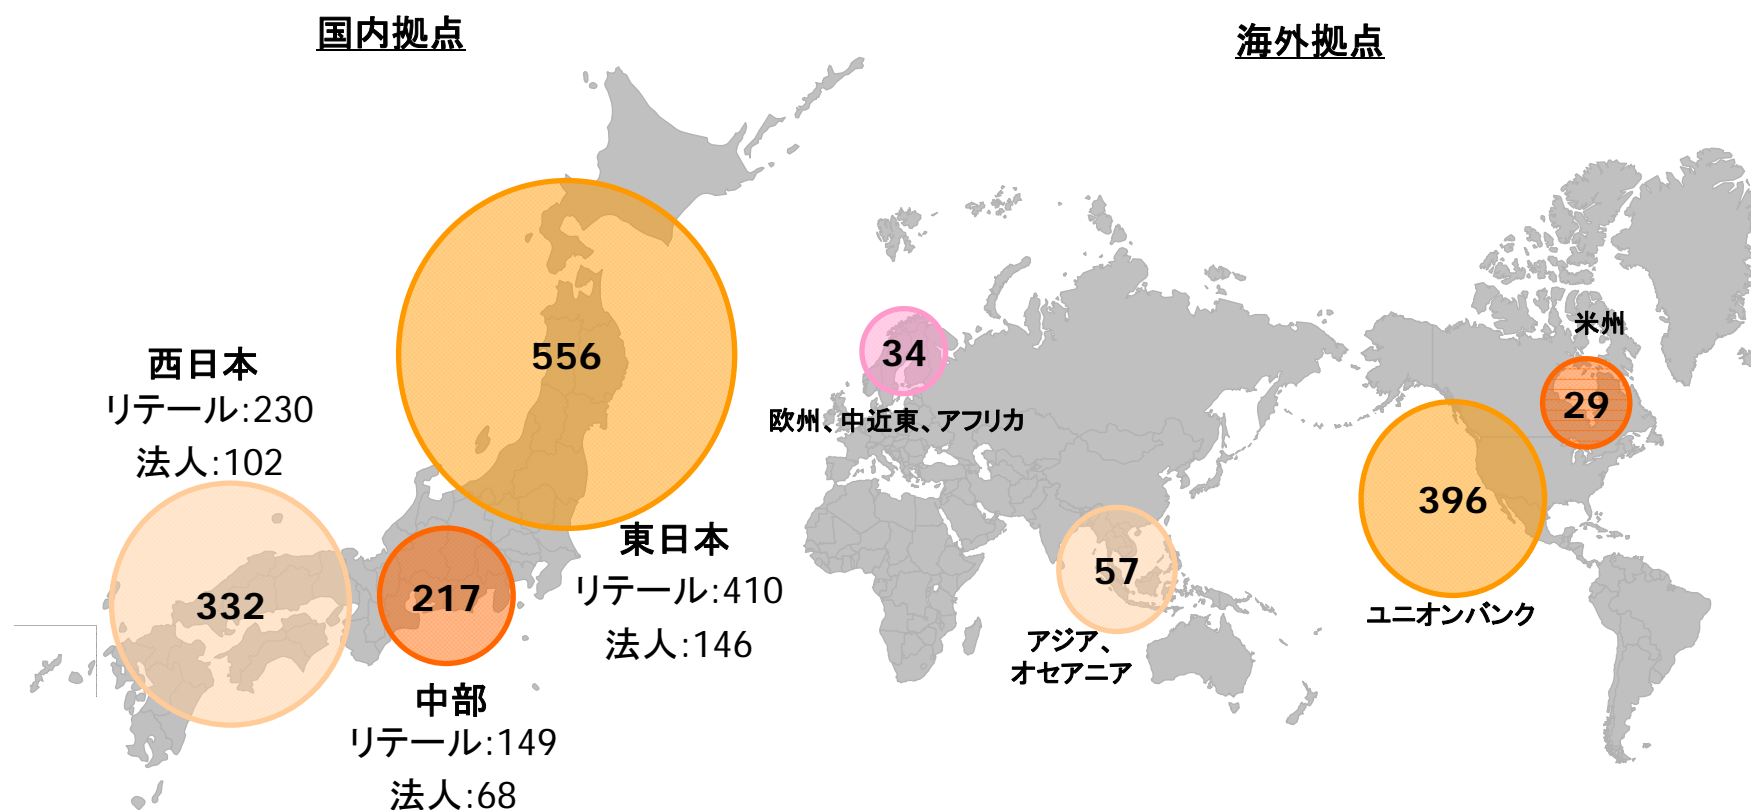 国内拠点
西日本
リテール:230
法人:102
332
556
東日本
リテール:410
法人:146
217
中部
リテール:149
法人:68
海外拠点
34
欧州、中近東、アフリカ
57
アジア、
オセアニア
米州
29
396
ユニオンバンク